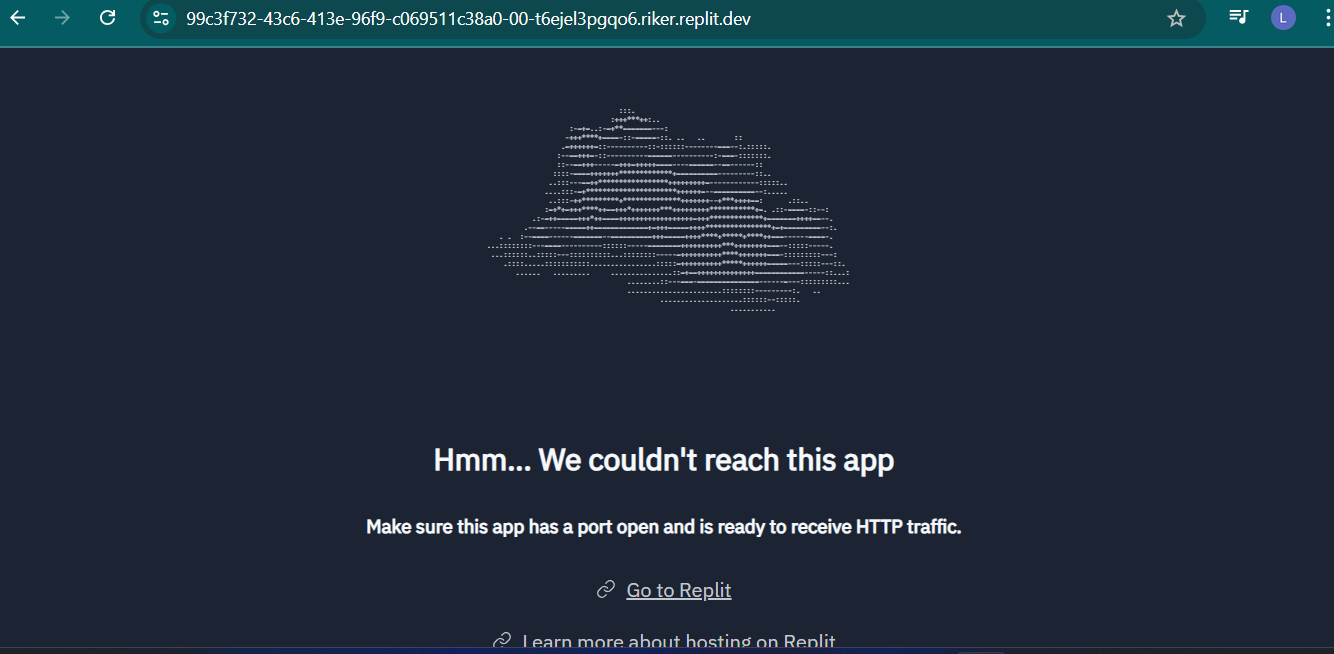 99c3f732-43c6-413e-96f9-c069511c38a0-00-t6ejel3pgqo6.riker.replit.dev
L
Hmm... We couldn't reach this app
Make sure this app has a port open and is ready to receive HTTP traffic.
Go to Replit
Learn more about hosting on Replit